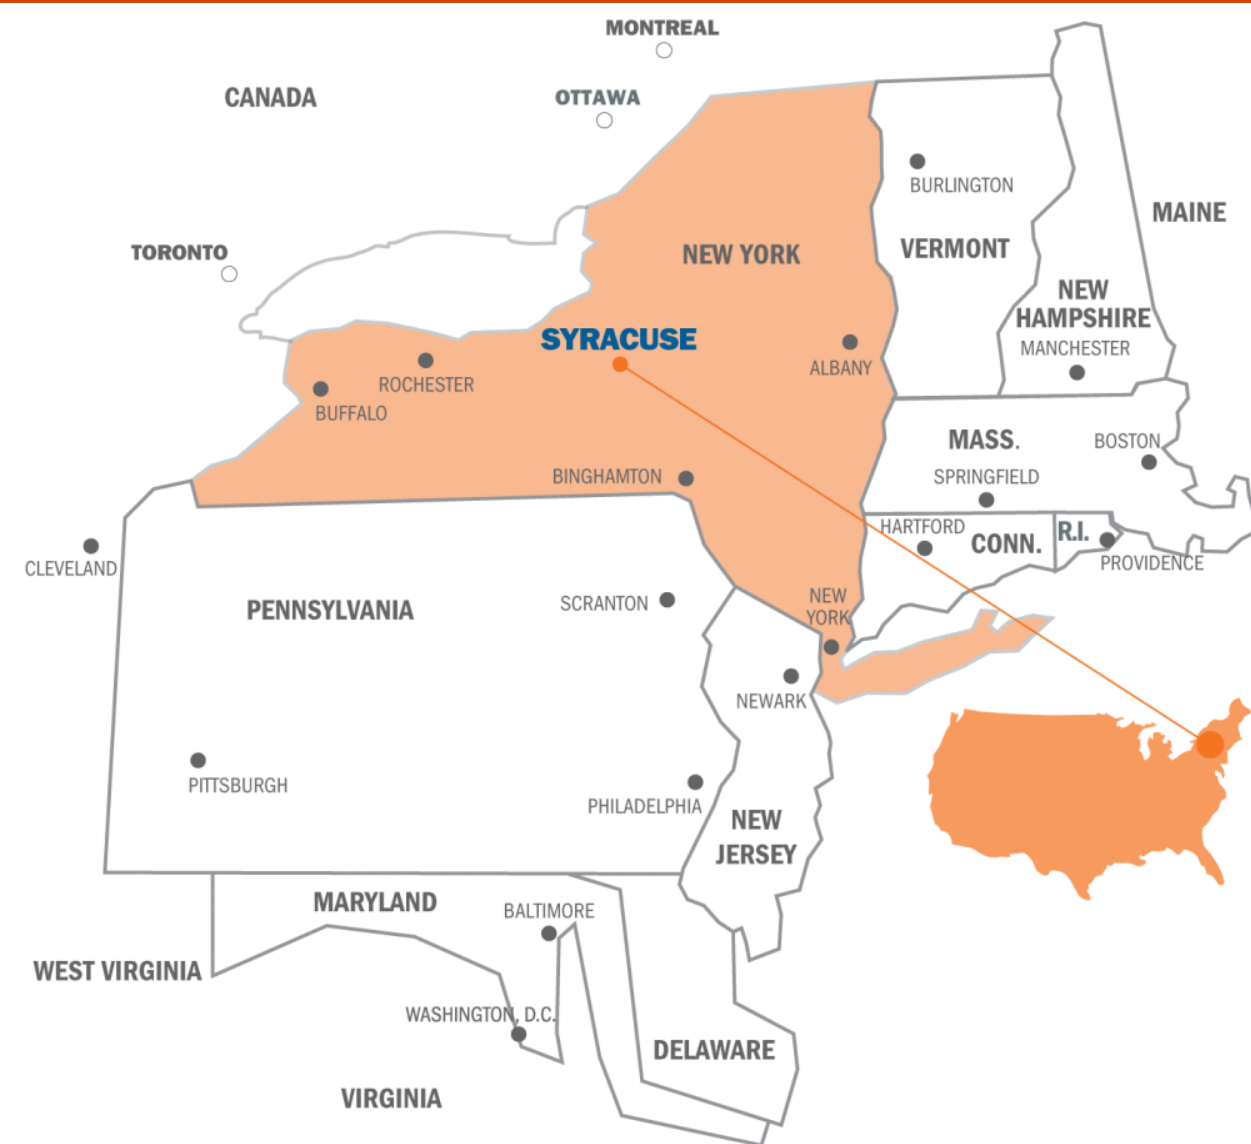 MONTREAL
CANADA
OTTAWA
BURLINGTON
MAINE
TORONTO
NEW YORK
VERMONT
NEW
HAMPSHIRE
MANCHESTER
SYRACUSE
ALBANY
ROCHESTER
BUFFALO
MASS.
BOSTON
SPRINGFIELD
BINGHAMTON
HARTFORD
CONN.
R.I.
PROVIDENCE
CLEVELAND
PENNSYLVANIA
SCRANTON
NEW
YORK
NEWARK
PITTSBURGH
PHILADELPHIA
NEW
JERSEY
MARYLAND
BALTIMORE
WEST VIRGINIA
WASHINGTON, D.C.
DELAWARE
VIRGINIA